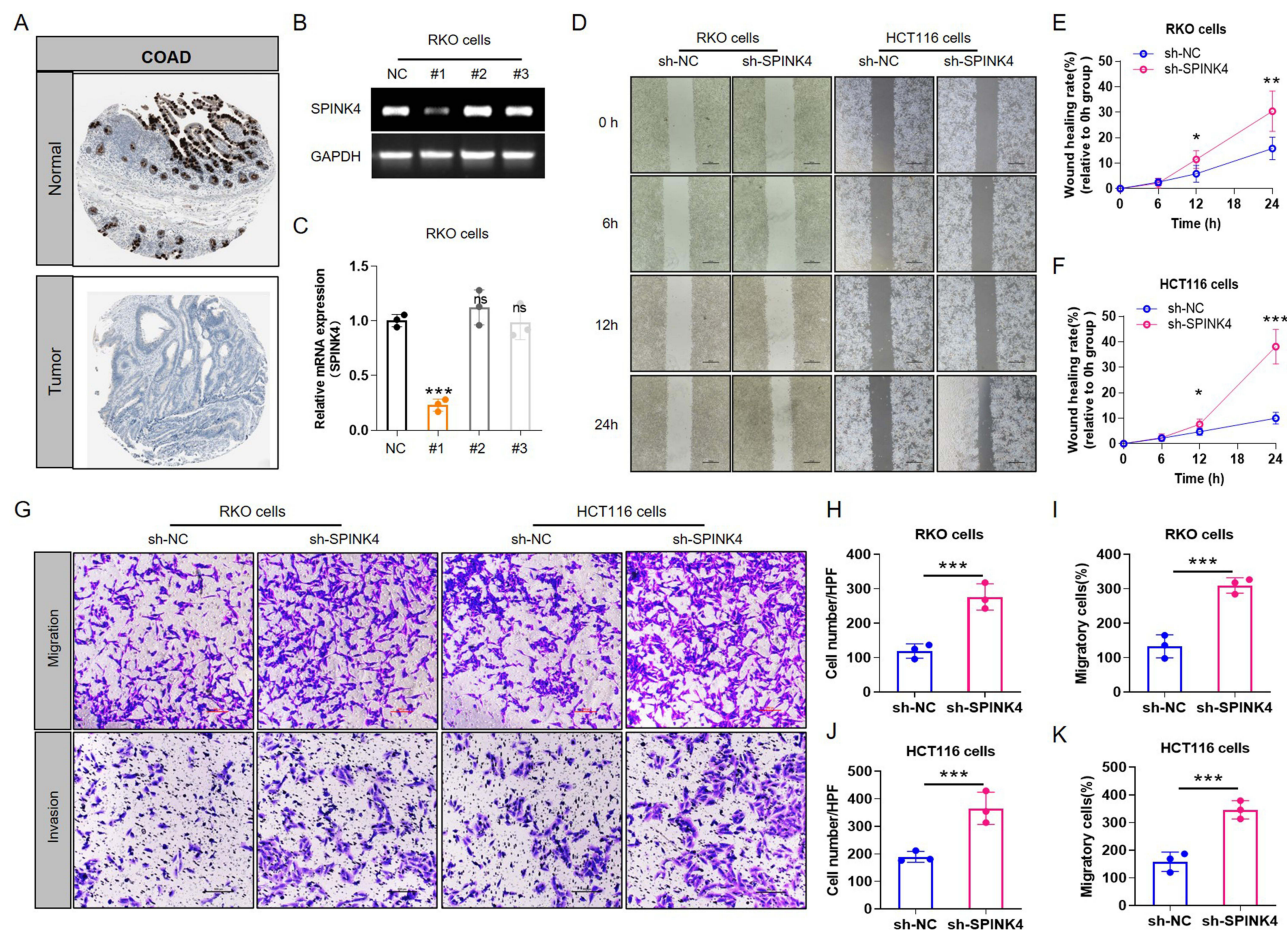 A
COAD
Normal
Tumor
B
RKO cells
NC #1 #2 #3
SPINK4
GAPDH
C
RKO cells
Relative mRNA expression
(SPINK4)
1.5
1.0
0.5
0.0
***
ns
ns
NC #1 #2 #3
D
RKO cells HCT116 cells
sh-NC sh-SPINK4 sh-NC sh-SPINK4
0 h
6h
12h
24h
E
RKO cells
sh-NC
sh-SPINK4
Wound healing rate(%)
(relative to 0h group )
50
40
30
20
10
0
*
**
0 6 12 24
Time (h)
F
HCT116 cells
sh-NC
sh-SPINK4
Wound healing rate(%)
(relative to 0h group )
50
40
30
20
10
0
*
***
0 6 12 24
Time (h)
G
RKO cells HCT116 cells
sh-NC sh-SPINK4 sh-NC sh-SPINK4
Migration
Invasion
H
RKO cells
Cell number/HPF
400
300
200
100
0
***
sh-NC sh-SPINK4
I
RKO cells
Migratory cells(%)
400
300
200
100
0
***
sh-NC sh-SPINK4
J
HCT116 cells
Cell number/HPF
500
400
300
200
100
0
***
sh-NC sh-SPINK4
K
HCT116 cells
Migratory cells(%)
500
400
300
200
100
0
***
sh-NC sh-SPINK4